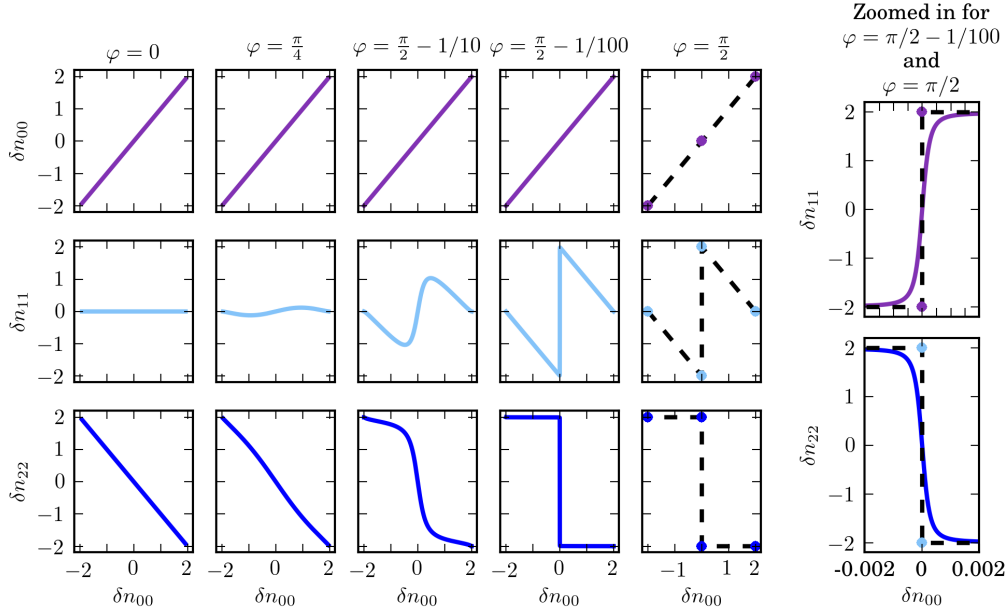 Zoomed in for
φ = π/2 − 1/100
and
φ = π/2
φ = 0
φ = π/4
φ = π/2 − 1/10
φ = π/2 − 1/100
φ = π/2
δn₀₀
2
1
0
−1
−2
δn₁₁
2
1
0
−1
−2
δn₂₂
2
1
0
−1
−2
−2 0 2
−2 0 2
−2 0 2
−2 0 2
−1 0 1 2
δn₀₀
δn₀₀
δn₀₀
δn₀₀
δn₀₀
δn₁₁
2
1
0
−1
−2
δn₂₂
2
1
0
−1
−2
-0.002 0 0.002
δn₀₀